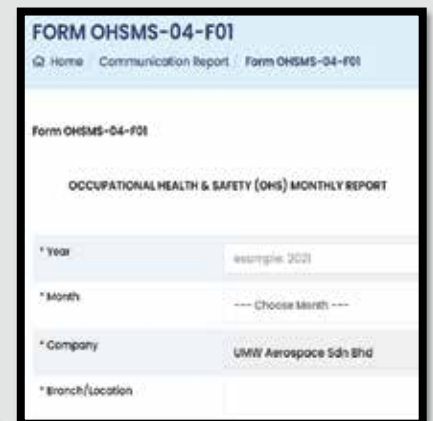 FORM OHSMS-04-F01
Home / Communication Report / Form OHSMS-04-F01
Form OHSMS-04-F01
OCCUPATIONAL HEALTH & SAFETY (OHS) MONTHLY REPORT
* Year
example: 2021
* Month
--- Choose Month ---
* Company
UMW Aerospace Sdn Bhd
* Branch/Location